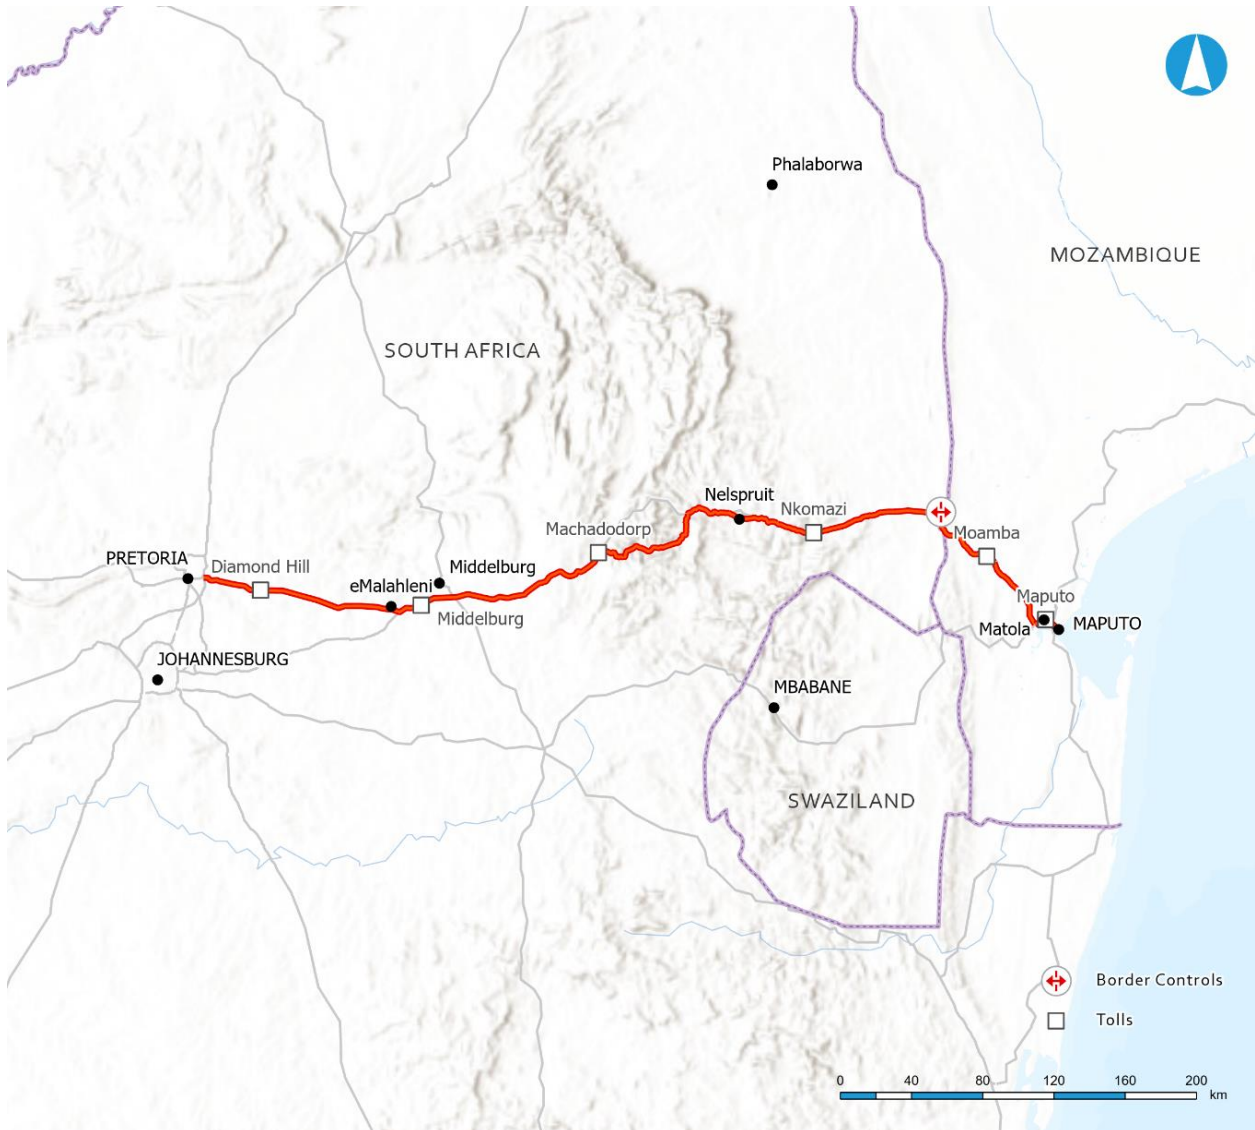 Phalaborwa
MOZAMBIQUE
SOUTH AFRICA
Nelspruit
Nkomazi
Machadodorp
Moamba
PRETORIA
Diamond Hill
eMalahleni
Middelburg
Middelburg
Maputo
Matola
MAPUTO
JOHANNESBURG
MBABANE
SWAZILAND
Border Controls
Tolls
0 40 80 120 160 200
km